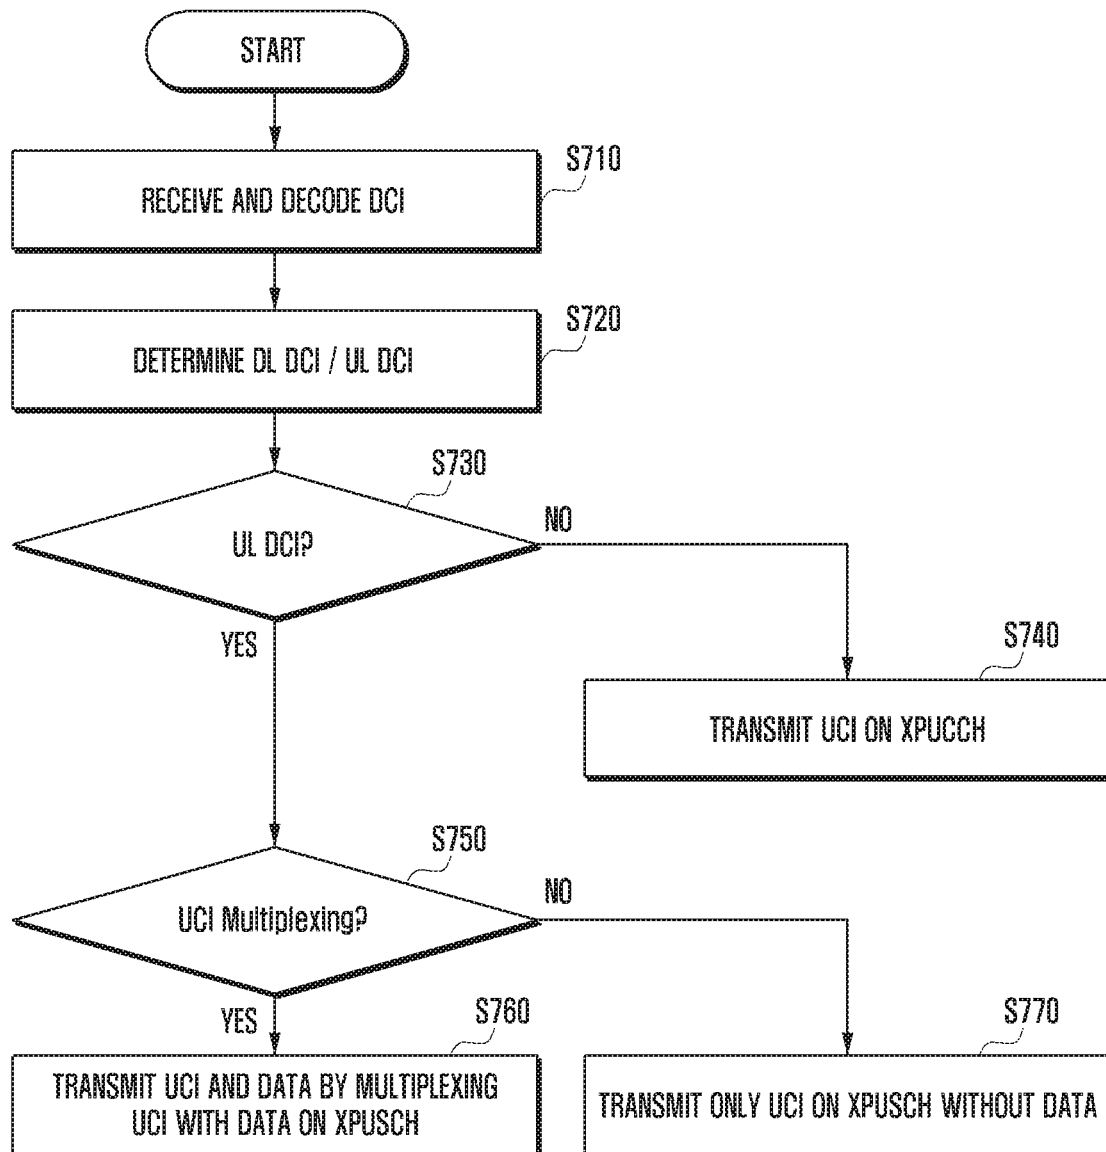 START
S710
RECEIVE AND DECODE DCI
S720
DETERMINE DL DCI / UL DCI
S730
UL DCI?
NO
YES
S740
TRANSMIT UCI ON XPUCCH
S750
UCI Multiplexing?
NO
YES
S760
TRANSMIT UCI AND DATA BY MULTIPLEXING
UCI WITH DATA ON XPUSCH
S770
TRANSMIT ONLY UCI ON XPUSCH WITHOUT DATA